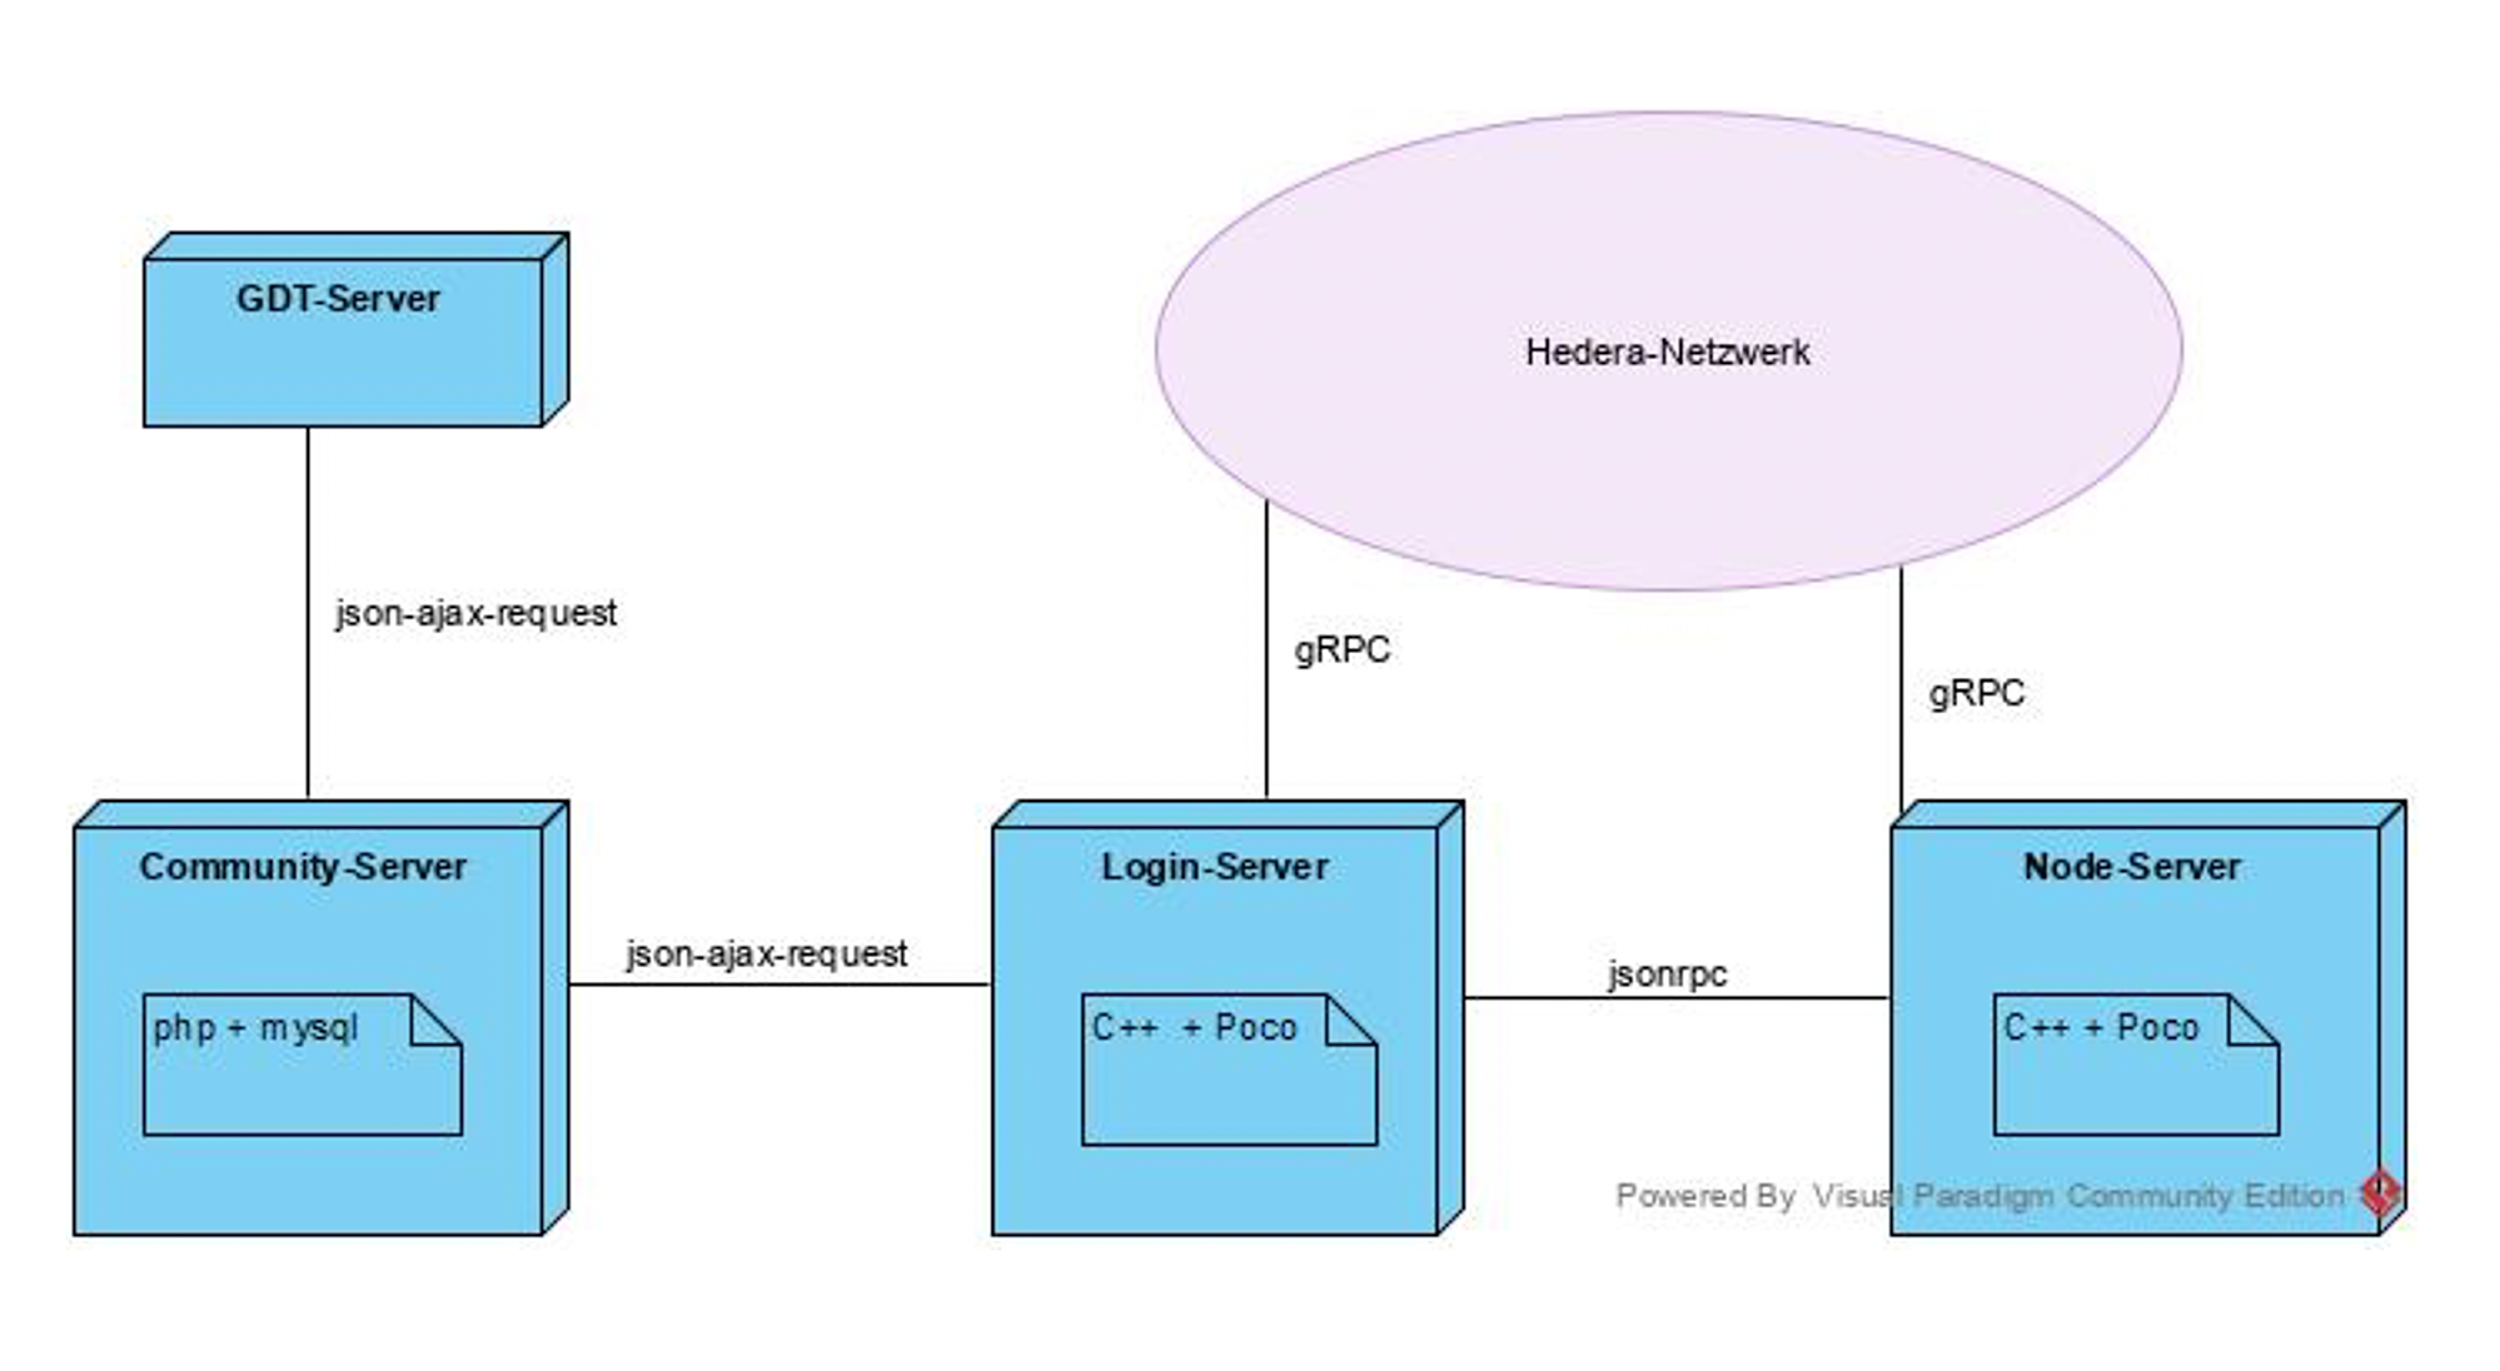 GDT-Server
Hedera-Netzwerk
json-ajax-request
gRPC
gRPC
Community-Server
Login-Server
Node-Server
json-ajax-request
jsonrpc
php + mysql
C++ + Poco
C++ + Poco
Powered By Visual Paradigm Community Edition